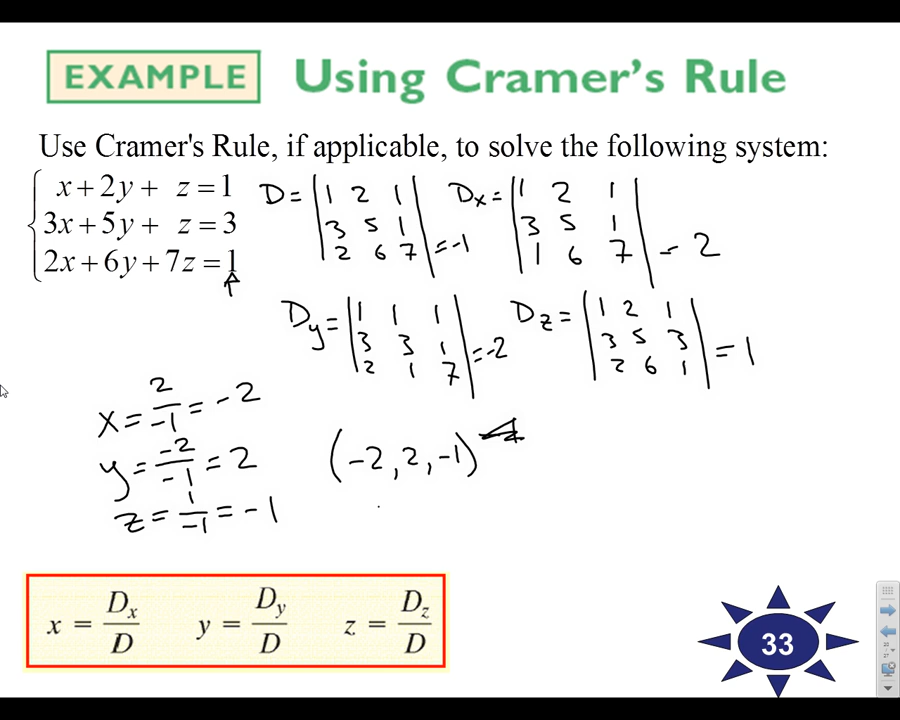 EXAMPLE Using Cramer's Rule
Use Cramer's Rule, if applicable, to solve the following system:
x + 2y + z = 1
3x + 5y + z = 3
2x + 6y + 7z = 1
D = | 1 2 1 |
| 3 5 1 |
| 2 6 7 | = -1
Dx = | 1 2 1 |
| 3 5 1 |
| 1 6 7 | = 2
Dy = | 1 1 1 |
| 3 3 1 |
| 2 1 7 | = -2
Dz = | 1 2 1 |
| 3 5 3 |
| 2 6 1 | = 1
x = 2/-1 = -2
y = -2/-1 = 2
z = 1/-1 = -1
(-2, 2, -1)
x = Dx/D y = Dy/D z = Dz/D
33